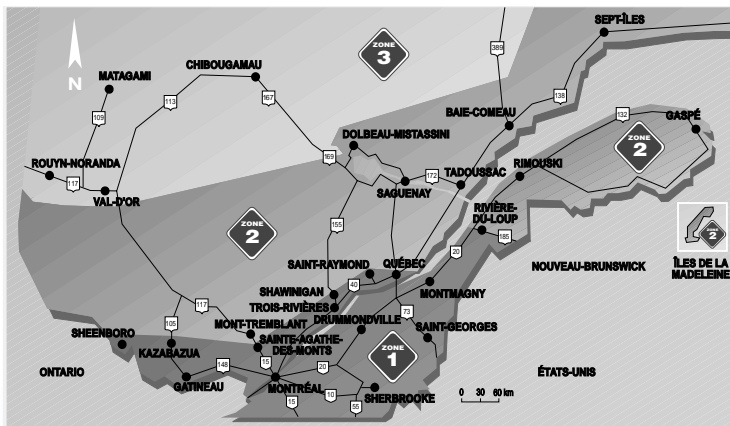 SEPT-ÎLES
389
ZONE
3
N
CHIBOUGAMAU
MATAGAMI
113
167
138
109
BAIE-COMEAU
132
GASPÉ
ZONE
2
DOLBEAU-MISTASSINI
169
ROUYN-NORANDA
117
VAL-D'OR
172
TADOUSSAC
RIMOUSKI
SAGUENAY
RIVIÈRE-
DU-LOUP
185
155
ZONE
2
20
ZONE
2
ÎLES DE LA
MADELEINE
NOUVEAU-BRUNSWICK
SAINT-RAYMOND
QUÉBEC
40
MONTMAGNY
SHAWINIGAN
TROIS-RIVIÈRES
117
73
DRUMMONDVILLE
105
MONT-TREMBLANT
SAINT-GEORGES
SHEENBORO
KAZABAZUA
SAINTE-AGATHE-
DES-MONTS
ZONE
1
15
148
20
ONTARIO
GATINEAU
MONTRÉAL
ÉTATS-UNIS
10
SHERBROOKE
0 30 60 km
15
55